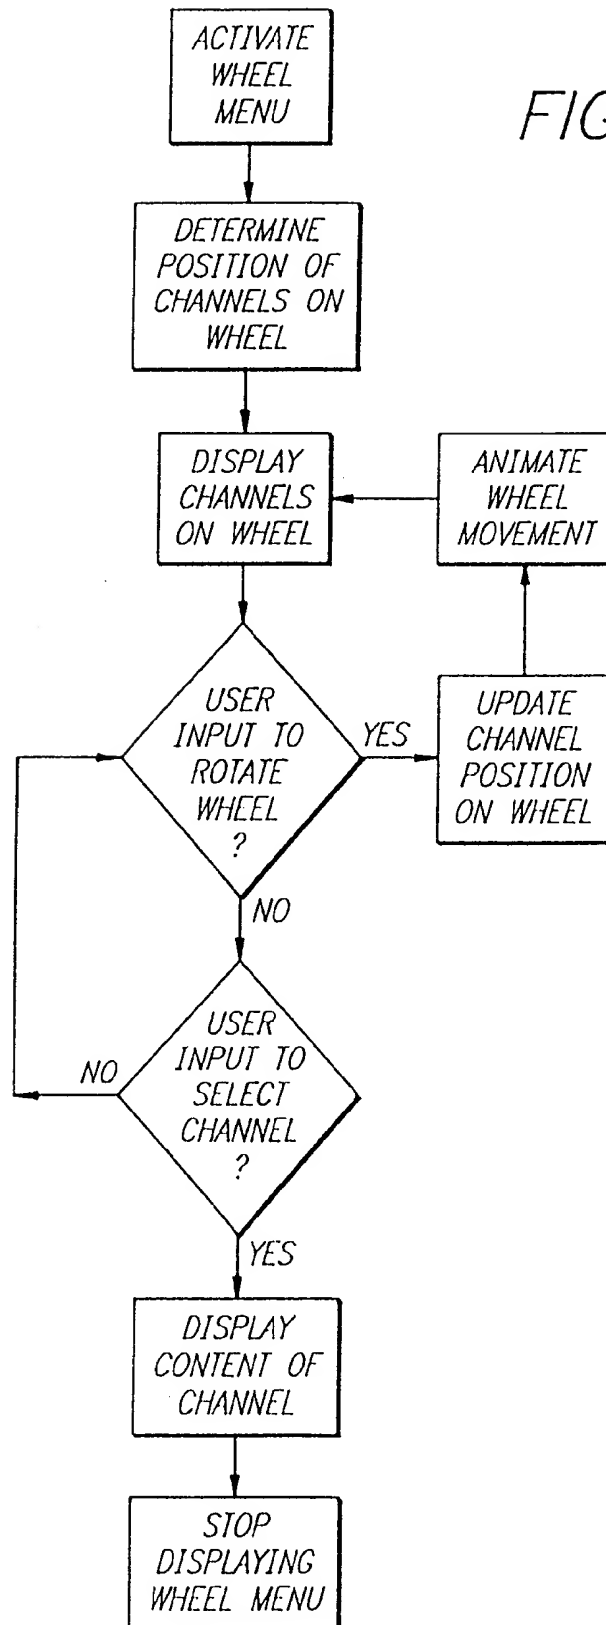 ACTIVATE
WHEEL
MENU
FIG
DETERMINE
POSITION OF
CHANNELS ON
WHEEL
DISPLAY
CHANNELS
ON WHEEL
ANIMATE
WHEEL
MOVEMENT
USER
INPUT TO
ROTATE
WHEEL
?
YES
UPDATE
CHANNEL
POSITION
ON WHEEL
NO
USER
INPUT TO
SELECT
CHANNEL
?
NO
YES
DISPLAY
CONTENT OF
CHANNEL
STOP
DISPLAYING
WHEEL MENU